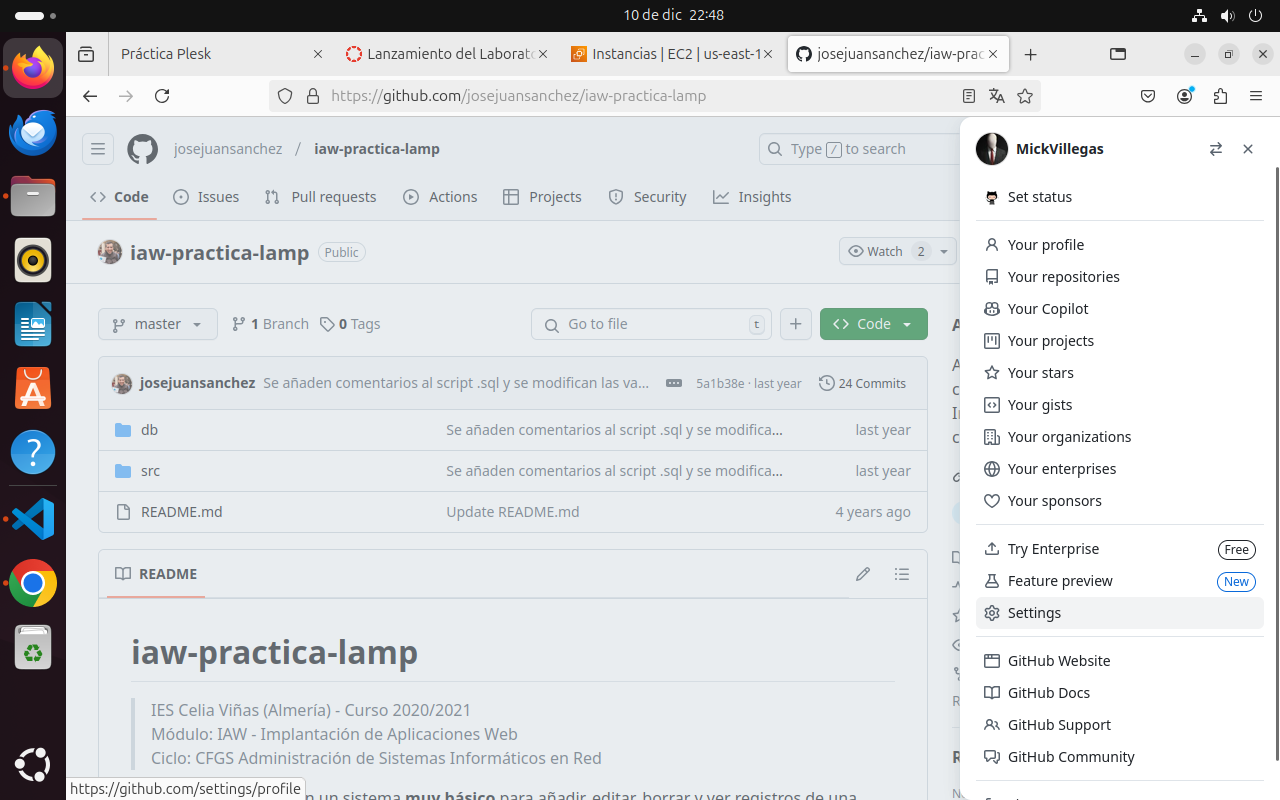 10 de dic 22:48
Práctica Plesk
Lanzamiento del Laborato
Instancias | EC2 | us-east-1
josejuansanchez/iaw-prac
https://github.com/josejuansanchez/iaw-practica-lamp
josejuansanchez / iaw-practica-lamp
Type / to search
Code
Issues
Pull requests
Actions
Projects
Security
Insights
iaw-practica-lamp Public
Watch 2
master
1 Branch
0 Tags
Go to file t
Code
josejuansanchez Se añaden comentarios al script .sql y se modifican las va... 5a1b38e · last year 24 Commits
db Se añaden comentarios al script .sql y se modifica... last year
src Se añaden comentarios al script .sql y se modifica... last year
README.md Update README.md 4 years ago
README
iaw-practica-lamp
IES Celia Viñas (Almería) - Curso 2020/2021
Módulo: IAW - Implantación de Aplicaciones Web
Ciclo: CFGS Administración de Sistemas Informáticos en Red
un sistema muy básico para añadir, editar, borrar y ver registros de una
https://github.com/settings/profile
MickVillegas
Set status
Your profile
Your repositories
Your Copilot
Your projects
Your stars
Your gists
Your organizations
Your enterprises
Your sponsors
Try Enterprise Free
Feature preview New
Settings
GitHub Website
GitHub Docs
GitHub Support
GitHub Community